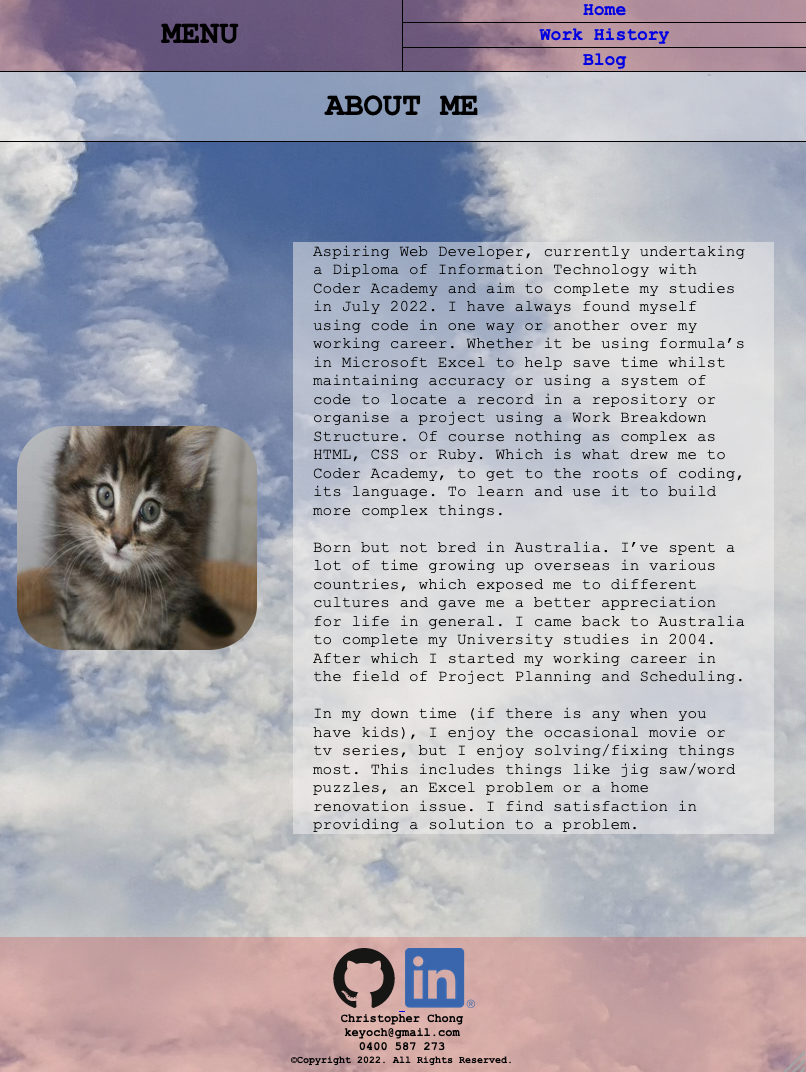 MENU
Home
Work History
Blog
ABOUT ME
Aspiring Web Developer, currently undertaking
a Diploma of Information Technology with
Coder Academy and aim to complete my studies
in July 2022. I have always found myself
using code in one way or another over my
working career. Whether it be using formula’s
in Microsoft Excel to help save time whilst
maintaining accuracy or using a system of
code to locate a record in a repository or
organise a project using a Work Breakdown
Structure. Of course nothing as complex as
HTML, CSS or Ruby. Which is what drew me to
Coder Academy, to get to the roots of coding,
its language. To learn and use it to build
more complex things.
Born but not bred in Australia. I’ve spent a
lot of time growing up overseas in various
countries, which exposed me to different
cultures and gave me a better appreciation
for life in general. I came back to Australia
to complete my University studies in 2004.
After which I started my working career in
the field of Project Planning and Scheduling.
In my down time (if there is any when you
have kids), I enjoy the occasional movie or
tv series, but I enjoy solving/fixing things
most. This includes things like jig saw/word
puzzles, an Excel problem or a home
renovation issue. I find satisfaction in
providing a solution to a problem.
in®
Christopher Chong
keyoch@gmail.com
0400 587 273
©Copyright 2022. All Rights Reserved.